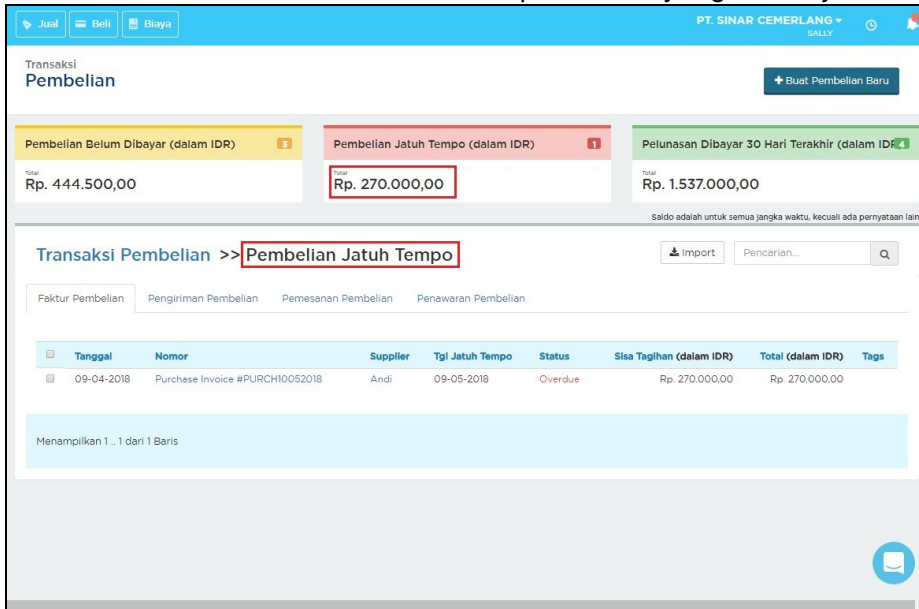 Jual Beli Biaya PT. SINAR CEMERLANG
SALLY
Transaksi
Pembelian
+ Buat Pembelian Baru
Pembelian Belum Dibayar (dalam IDR) 3
Total
Rp. 444.500,00
Pembelian Jatuh Tempo (dalam IDR) 1
Total
Rp. 270.000,00
Pelunasan Dibayar 30 Hari Terakhir (dalam IDR 4
Total
Rp. 1.537.000,00
Saldo adalah untuk semua jangka waktu, kecuali ada pernyataan lain
Transaksi Pembelian >> Pembelian Jatuh Tempo
Import Pencarian...
Faktur Pembelian Pengiriman Pembelian Pemesanan Pembelian Penawaran Pembelian
Tanggal Nomor Supplier Tgl Jatuh Tempo Status Sisa Tagihan (dalam IDR) Total (dalam IDR) Tags
09-04-2018 Purchase Invoice #PURCH10052018 Andi 09-05-2018 Overdue Rp. 270.000,00 Rp. 270.000,00
Menampilkan 1 .. 1 dari 1 Baris